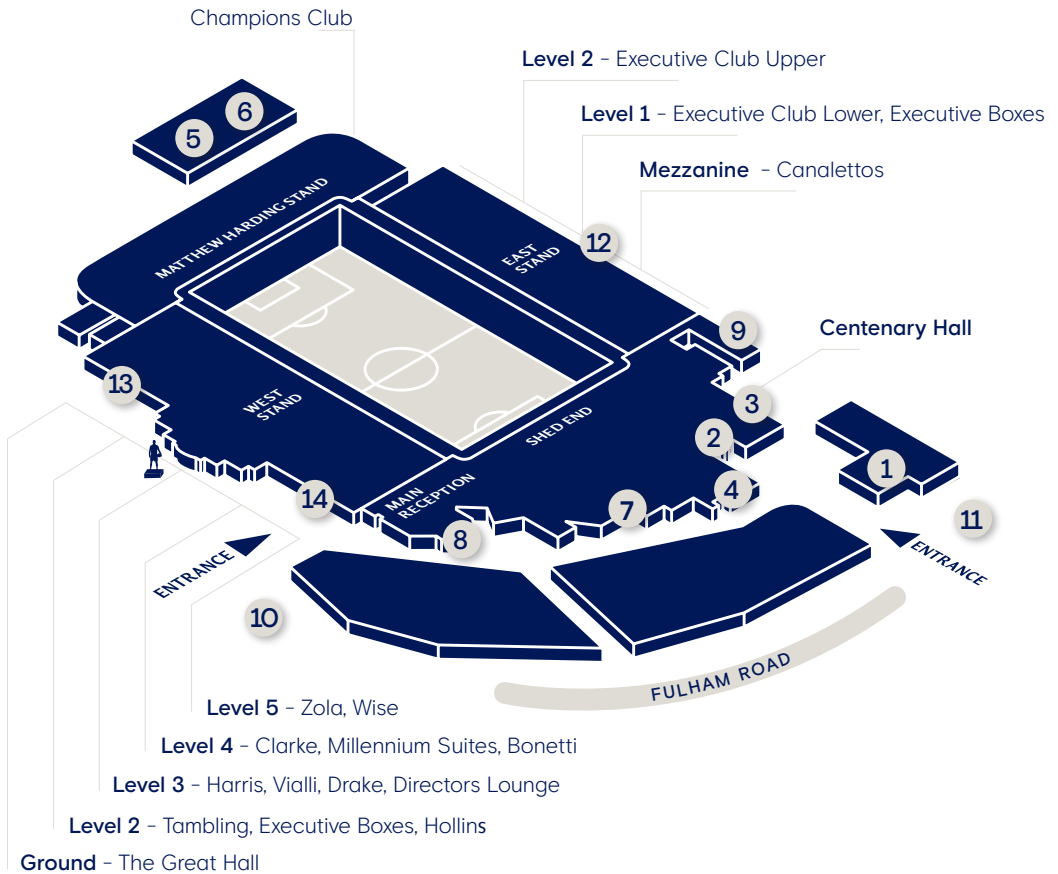 Champions Club
Level 2 – Executive Club Upper
Level 1 – Executive Club Lower, Executive Boxes
Mezzanine – Canalettos
6
5
MATTHEW HARDING STAND
EAST
STAND
12
9
Centenary Hall
13
WEST
STAND
SHED END
3
2
1
MAIN
RECEPTION
14
7
4
8
11
ENTRANCE
ENTRANCE
10
FULHAM ROAD
Level 5 – Zola, Wise
Level 4 – Clarke, Millennium Suites, Bonetti
Level 3 – Harris, Vialli, Drake, Directors Lounge
Level 2 – Tambling, Executive Boxes, Hollins
Ground – The Great Hall